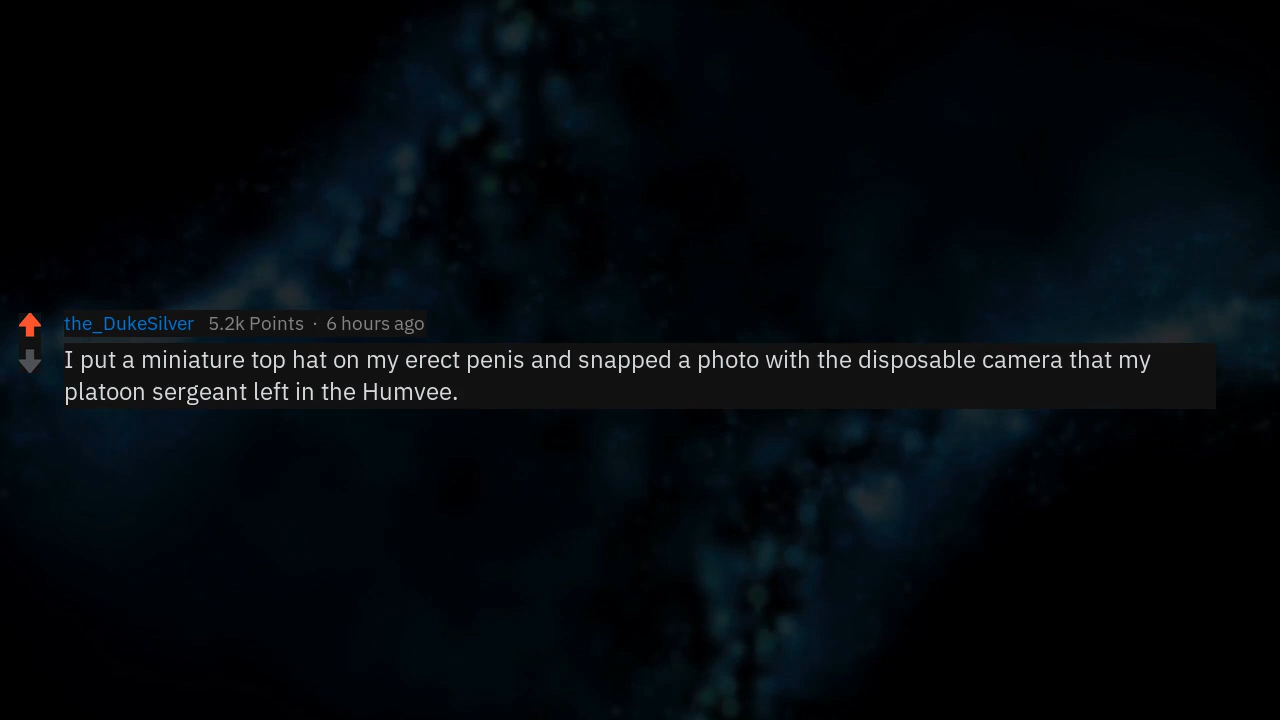 the_DukeSilver 5.2k Points · 6 hours ago
I put a miniature top hat on my erect penis and snapped a photo with the disposable camera that my
platoon sergeant left in the Humvee.